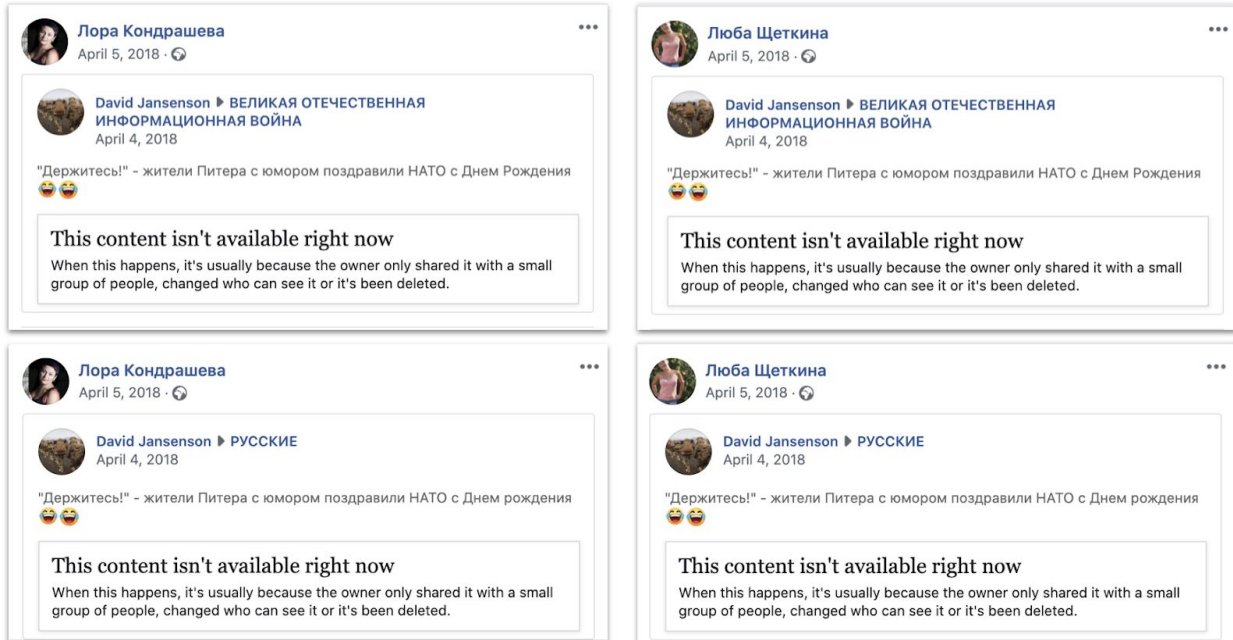 Лора Кондрашева
April 5, 2018 ·
David Jansenson ▶ ВЕЛИКАЯ ОТЕЧЕСТВЕННАЯ
ИНФОРМАЦИОННАЯ ВОЙНА
April 4, 2018
"Держитесь!" - жители Питера с юмором поздравили НАТО с Днем Рождения
😂😂
This content isn't available right now
When this happens, it's usually because the owner only shared it with a small
group of people, changed who can see it or it's been deleted.
Люба Щеткина
April 5, 2018 ·
David Jansenson ▶ ВЕЛИКАЯ ОТЕЧЕСТВЕННАЯ
ИНФОРМАЦИОННАЯ ВОЙНА
April 4, 2018
"Держитесь!" - жители Питера с юмором поздравили НАТО с Днем Рождения
😂😂
This content isn't available right now
When this happens, it's usually because the owner only shared it with a small
group of people, changed who can see it or it's been deleted.
Лора Кондрашева
April 5, 2018 ·
David Jansenson ▶ РУССКИЕ
April 4, 2018
"Держитесь!" - жители Питера с юмором поздравили НАТО с Днем рождения
😂😂
This content isn't available right now
When this happens, it's usually because the owner only shared it with a small
group of people, changed who can see it or it's been deleted.
Люба Щеткина
April 5, 2018 ·
David Jansenson ▶ РУССКИЕ
April 4, 2018
"Держитесь!" - жители Питера с юмором поздравили НАТО с Днем рождения
😂😂
This content isn't available right now
When this happens, it's usually because the owner only shared it with a small
group of people, changed who can see it or it's been deleted.